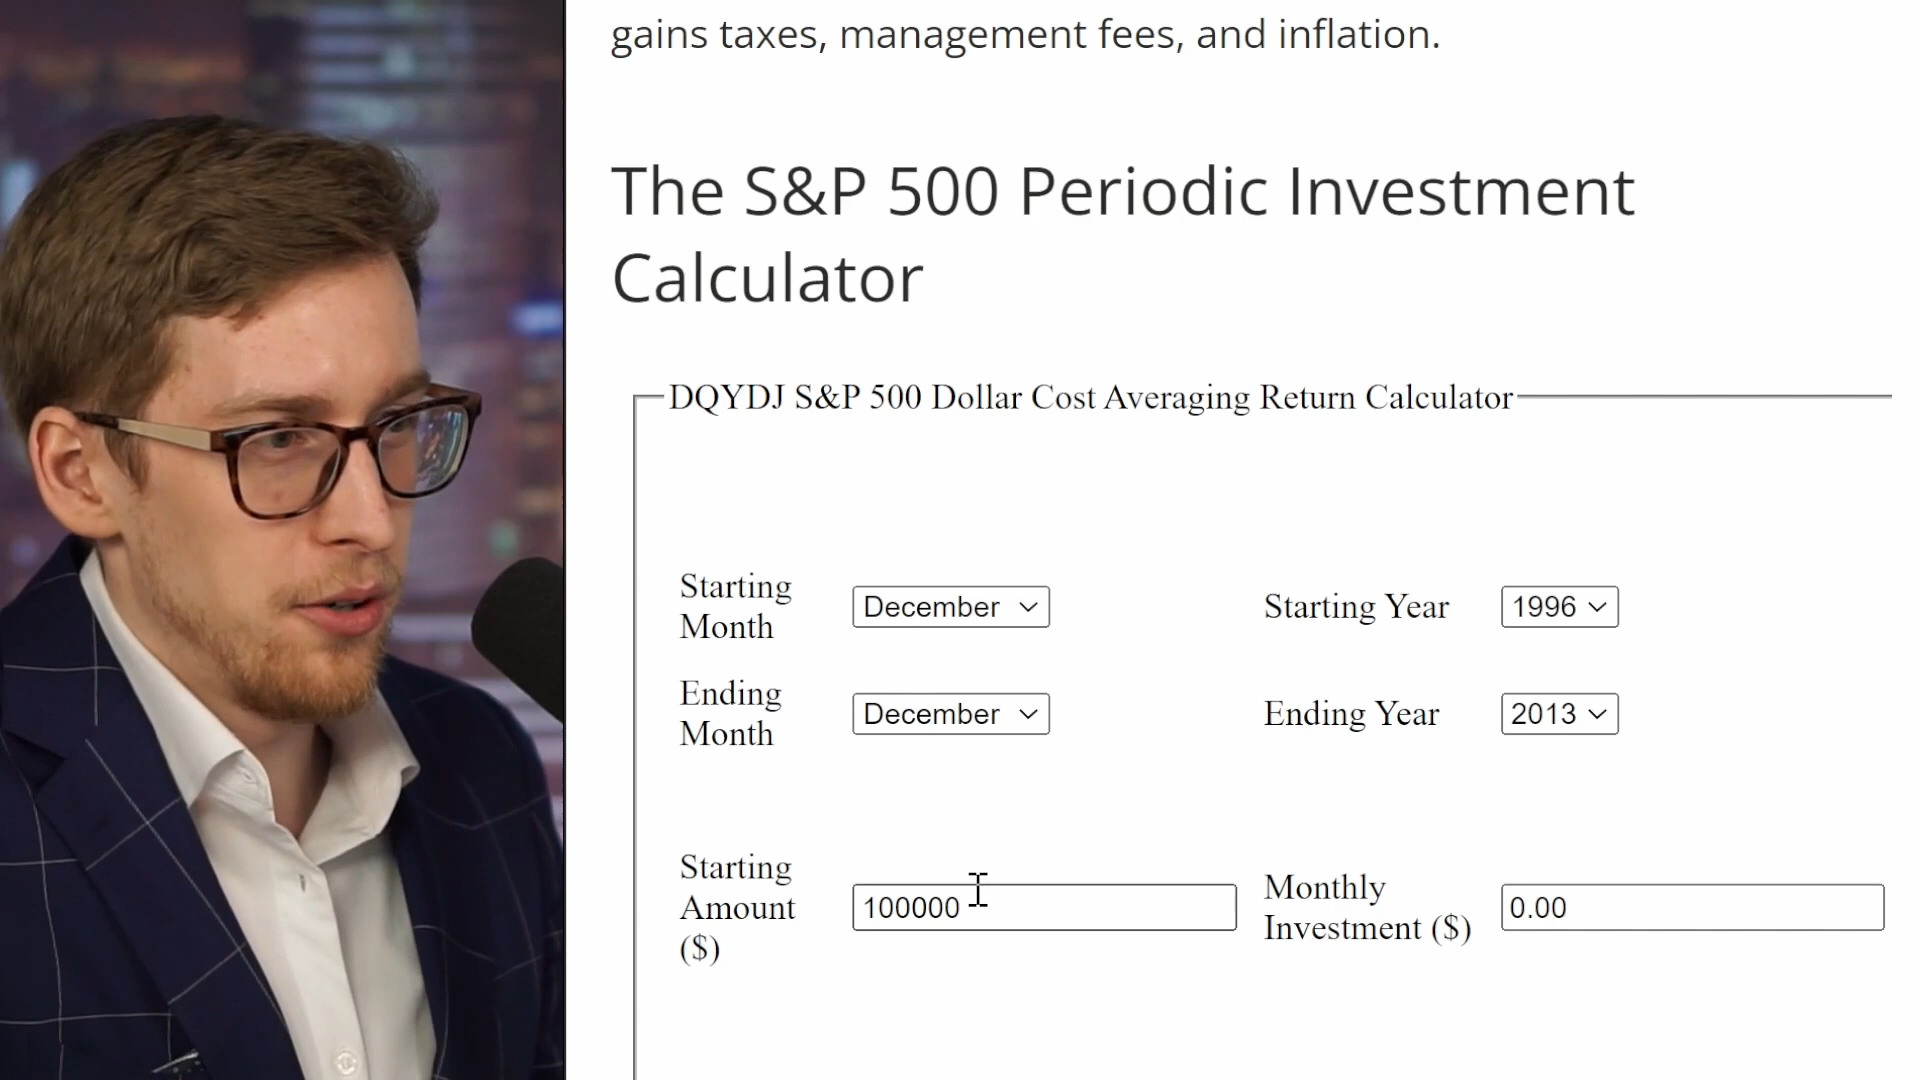 gains taxes, management fees, and inflation.
The S&P 500 Periodic Investment
Calculator
DQYDJ S&P 500 Dollar Cost Averaging Return Calculator
Starting
Month
December
Starting Year
1996
Ending
Month
December
Ending Year
2013
Starting
Amount
($)
100000
Monthly
Investment ($)
0.00